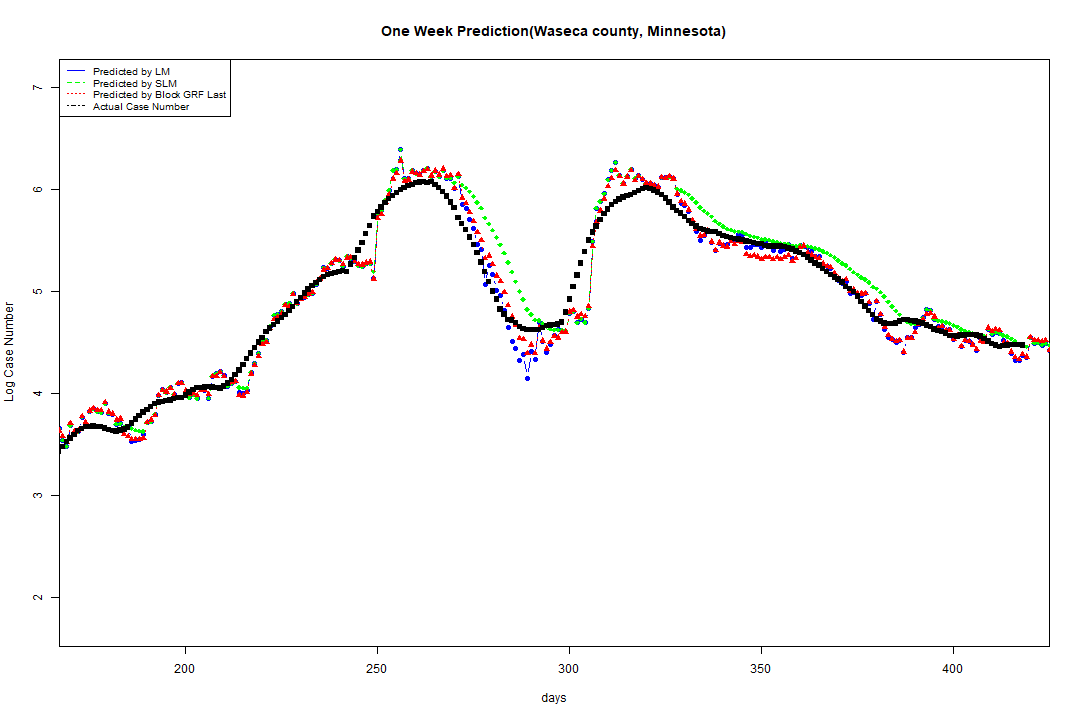 One Week Prediction(Waseca county, Minnesota)
Predicted by LM
Predicted by SLM
Predicted by Block GRF Last
Actual Case Number
7
6
5
4
3
2
Log Case Number
200 250 300 350 400
days